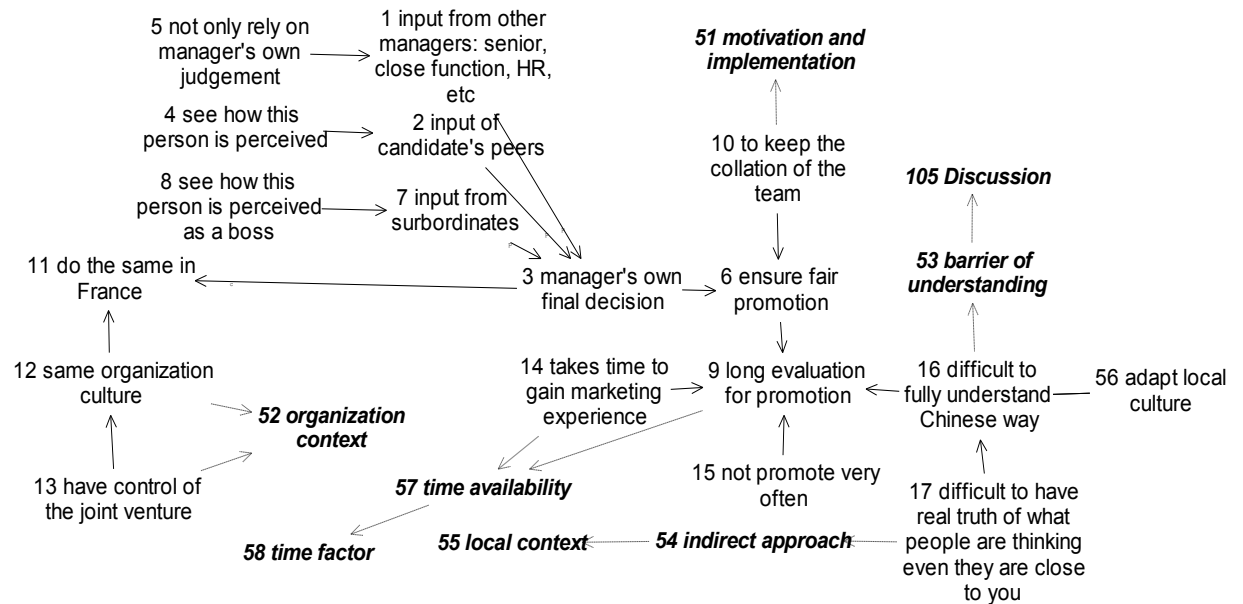 5 not only rely on
manager's own
judgement
1 input from other
managers: senior,
close function, HR,
etc
51 motivation and
implementation
4 see how this
person is perceived
2 input of
candidate's peers
10 to keep the
collation of the
team
8 see how this
person is perceived
as a boss
7 input from
surbordinates
105 Discussion
11 do the same in
France
3 manager's own
final decision
6 ensure fair
promotion
53 barrier of
understanding
12 same organization
culture
14 takes time to
gain marketing
experience
9 long evaluation
for promotion
16 difficult to
fully understand
Chinese way
56 adapt local
culture
52 organization
context
13 have control of
the joint venture
57 time availability
15 not promote very
often
17 difficult to have
real truth of what
people are thinking
even they are close
to you
58 time factor
55 local context
54 indirect approach